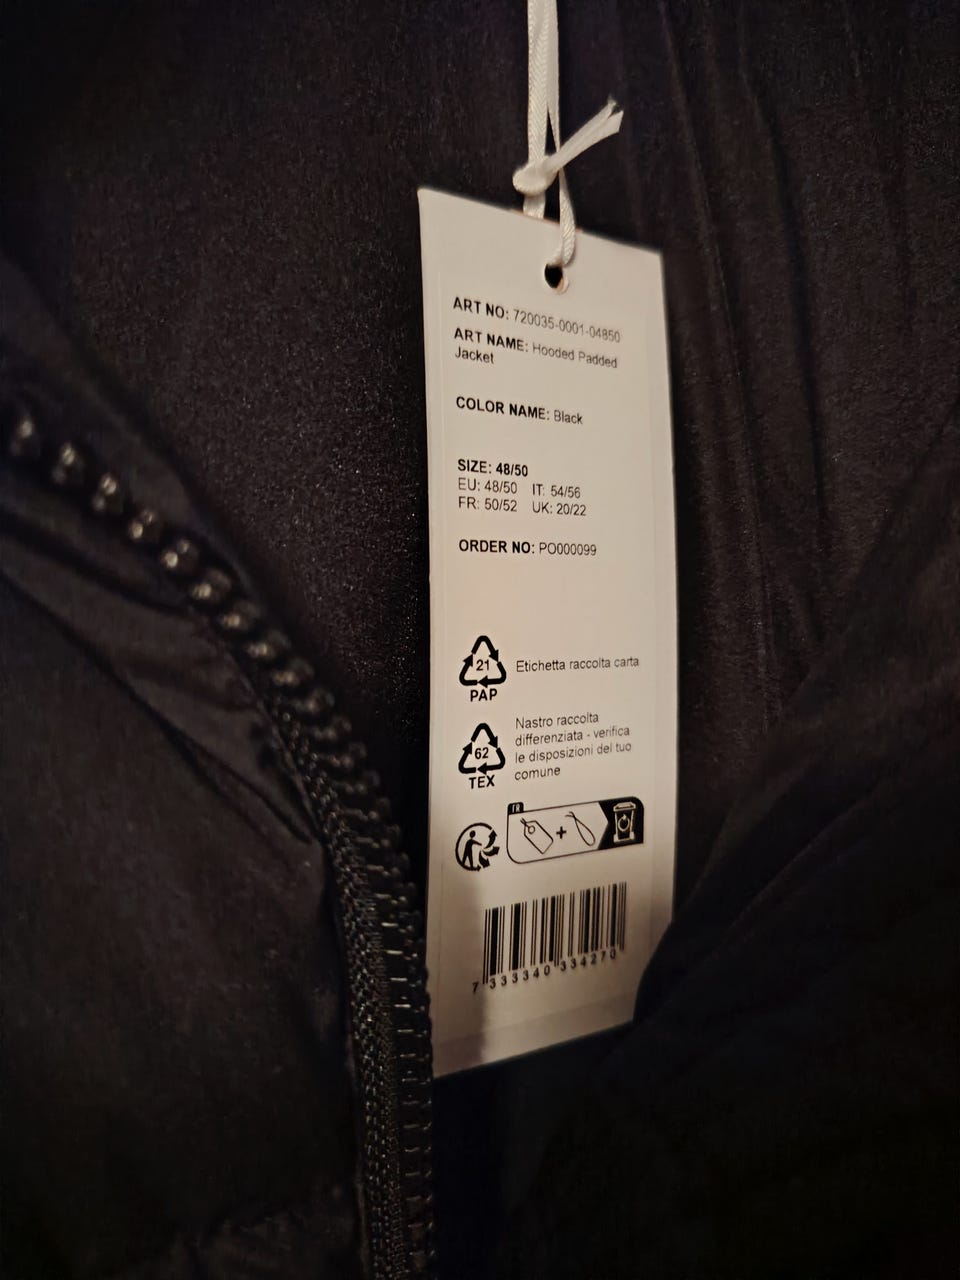 ART NO: 720035-0001-04850
ART NAME: Hooded Padded
Jacket
COLOR NAME: Black
SIZE: 48/50
EU: 48/50 IT: 54/56
FR: 50/52 UK: 20/22
ORDER NO: PO000099
21
PAP
Etichetta raccolta carta
62
TEX
Nastro raccolta
differenziata - verifica
le disposizioni del tuo
comune
FR
7 333340 334270